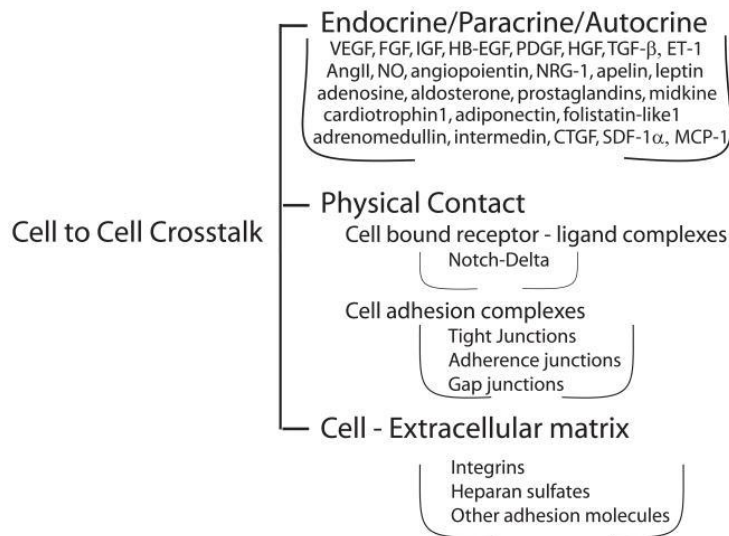 Endocrine/Paracrine/Autocrine
VEGF, FGF, IGF, HB-EGF, PDGF, HGF, TGF-β, ET-1
AngII, NO, angiopoientin, NRG-1, apelin, leptin
adenosine, aldosterone, prostaglandins, midkine
cardiotrophin1, adiponectin, folistatin-like1
adrenomedullin, intermedin, CTGF, SDF-1α, MCP-1
Cell to Cell Crosstalk
Physical Contact
Cell bound receptor - ligand complexes
Notch-Delta
Cell adhesion complexes
Tight Junctions
Adherence junctions
Gap junctions
Cell - Extracellular matrix
Integrins
Heparan sulfates
Other adhesion molecules